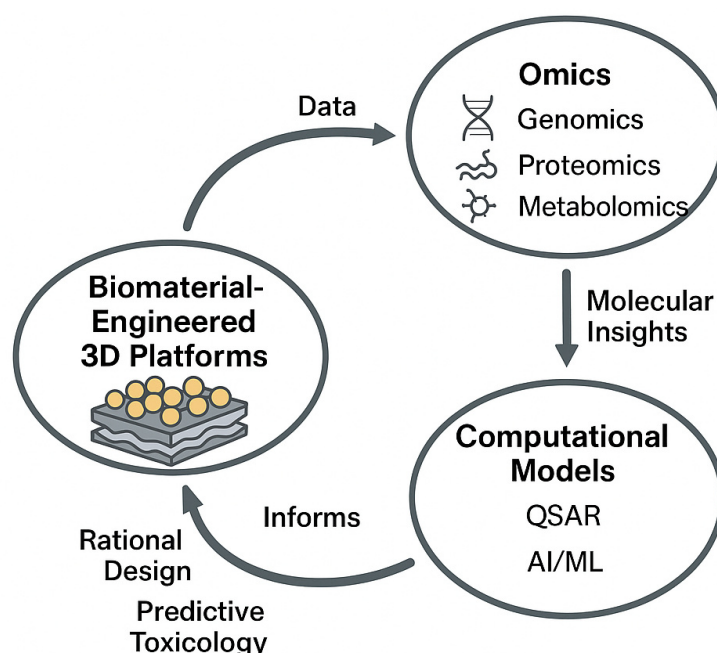 Data
Omics
Genomics
Proteomics
Metabolomics
Biomaterial-
Engineered
3D Platforms
Molecular
Insights
Computational
Models
QSAR
AI/ML
Informs
Rational
Design
Predictive
Toxicology